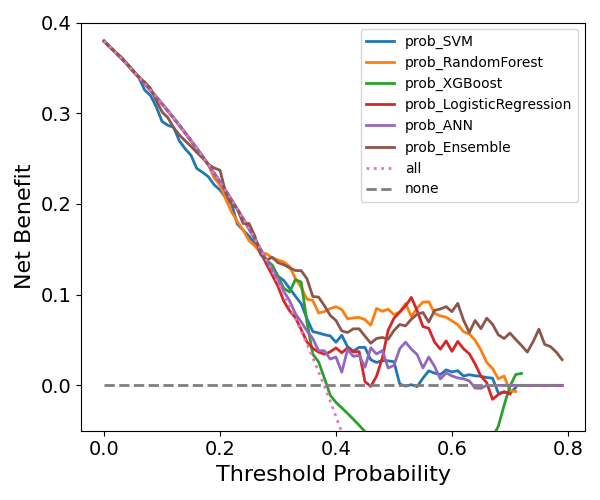 0.4
0.3
0.2
0.1
0.0
Net Benefit
prob_SVM
prob_RandomForest
prob_XGBoost
prob_LogisticRegression
prob_ANN
prob_Ensemble
all
none
0.0 0.2 0.4 0.6 0.8
Threshold Probability